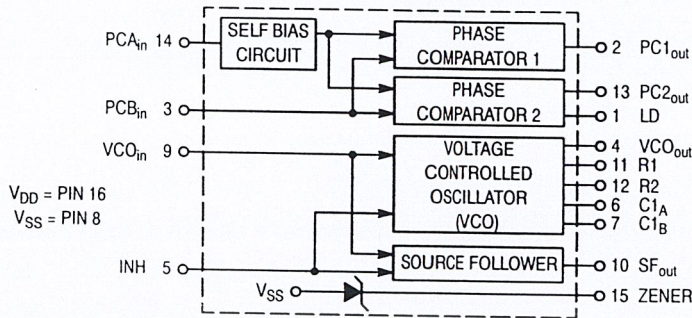 PCAin 14
SELF BIAS
CIRCUIT
PHASE
COMPARATOR 1
2 PC1out
PCBin 3
PHASE
COMPARATOR 2
13 PC2out
1 LD
VCOin 9
VOLTAGE
CONTROLLED
OSCILLATOR
(VCO)
4 VCOout
11 R1
12 R2
6 C1A
7 C1B
VDD = PIN 16
VSS = PIN 8
INH 5
SOURCE FOLLOWER
10 SFout
VSS
15 ZENER